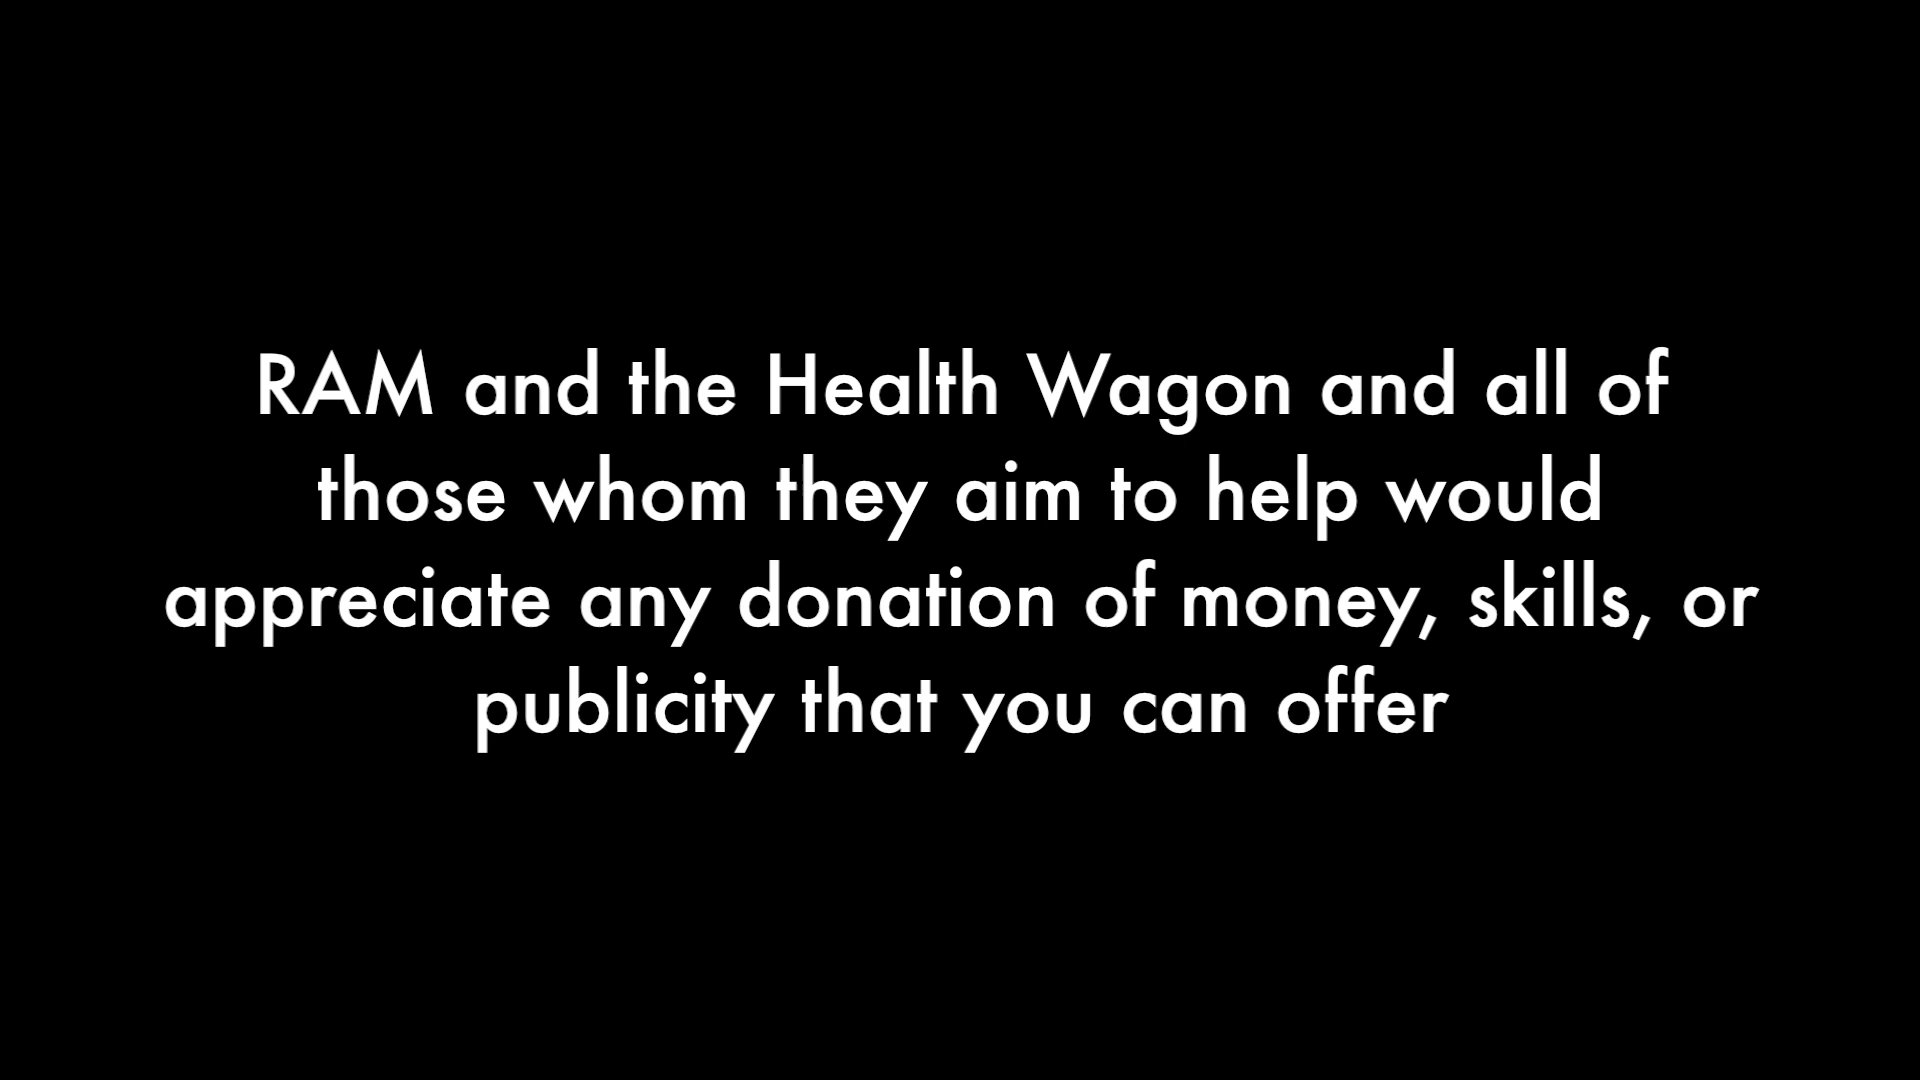 RAM and the Health Wagon and all of
those whom they aim to help would
appreciate any donation of money, skills, or
publicity that you can offer